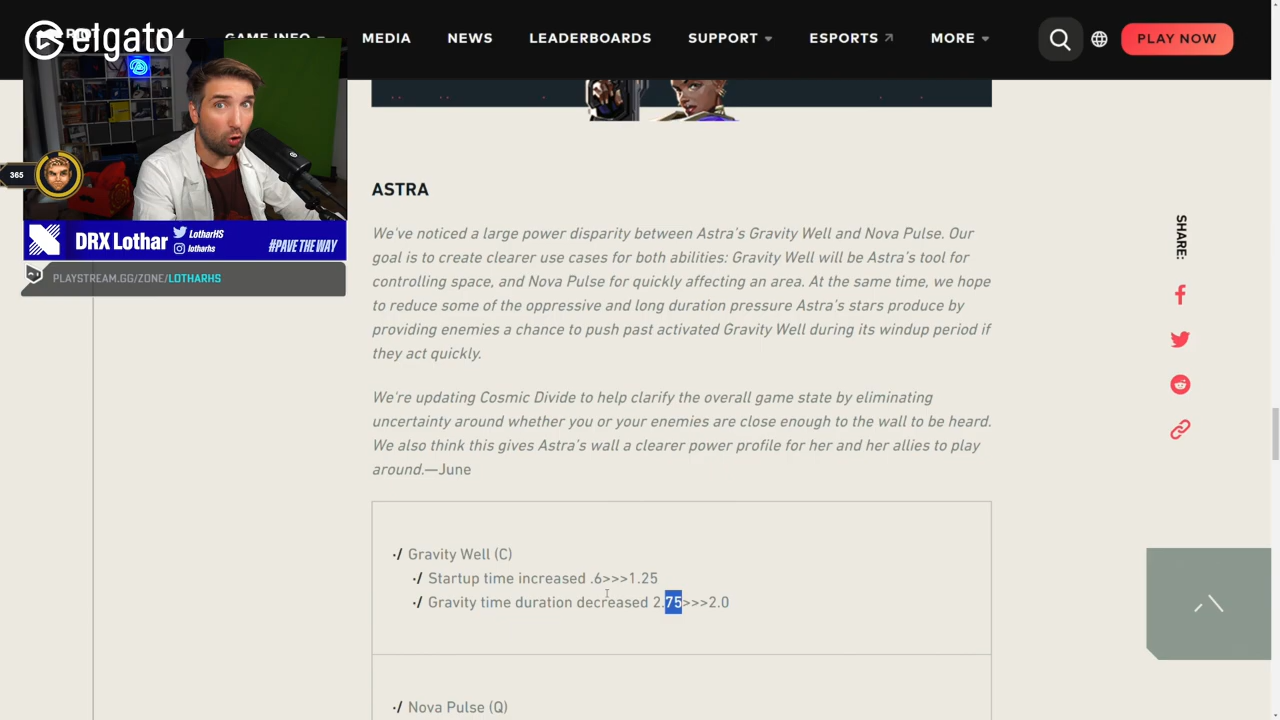 elgato
GAME INFO
MEDIA
NEWS
LEADERBOARDS
SUPPORT
ESPORTS
MORE
PLAY NOW
365
DRX Lothar
LotharHS
lotharhs
#PAVE THE WAY
PLAYSTREAM.GG/ZONE/LOTHARHS
ASTRA
We've noticed a large power disparity between Astra's Gravity Well and Nova Pulse. Our
goal is to create clearer use cases for both abilities: Gravity Well will be Astra's tool for
controlling space, and Nova Pulse for quickly affecting an area. At the same time, we hope
to reduce some of the oppressive and long duration pressure Astra's stars produce by
providing enemies a chance to push past activated Gravity Well during its windup period if
they act quickly.
We're updating Cosmic Divide to help clarify the overall game state by eliminating
uncertainty around whether you or your enemies are close enough to the wall to be heard.
We also think this gives Astra's wall a clearer power profile for her and her allies to play
around.—June
Gravity Well (C)
Startup time increased .6>>>1.25
Gravity time duration decreased 2.75>>>2.0
Nova Pulse (Q)
SHARE: